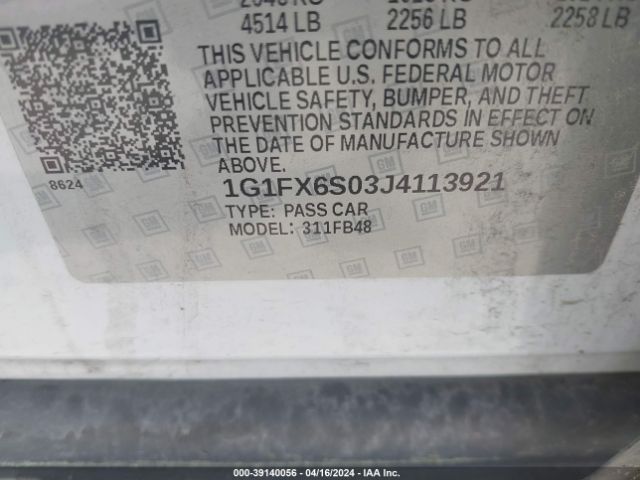 4514 LB 2256 LB 2258 LB
THIS VEHICLE CONFORMS TO ALL
APPLICABLE U.S. FEDERAL MOTOR
VEHICLE SAFETY, BUMPER, AND THEFT
PREVENTION STANDARDS IN EFFECT ON
THE DATE OF MANUFACTURE SHOWN
ABOVE.
8624
1G1FX6S03J4113921
TYPE: PASS CAR
MODEL: 311FB48
GM
000-39140056 - 04/16/2024 - IAA Inc.